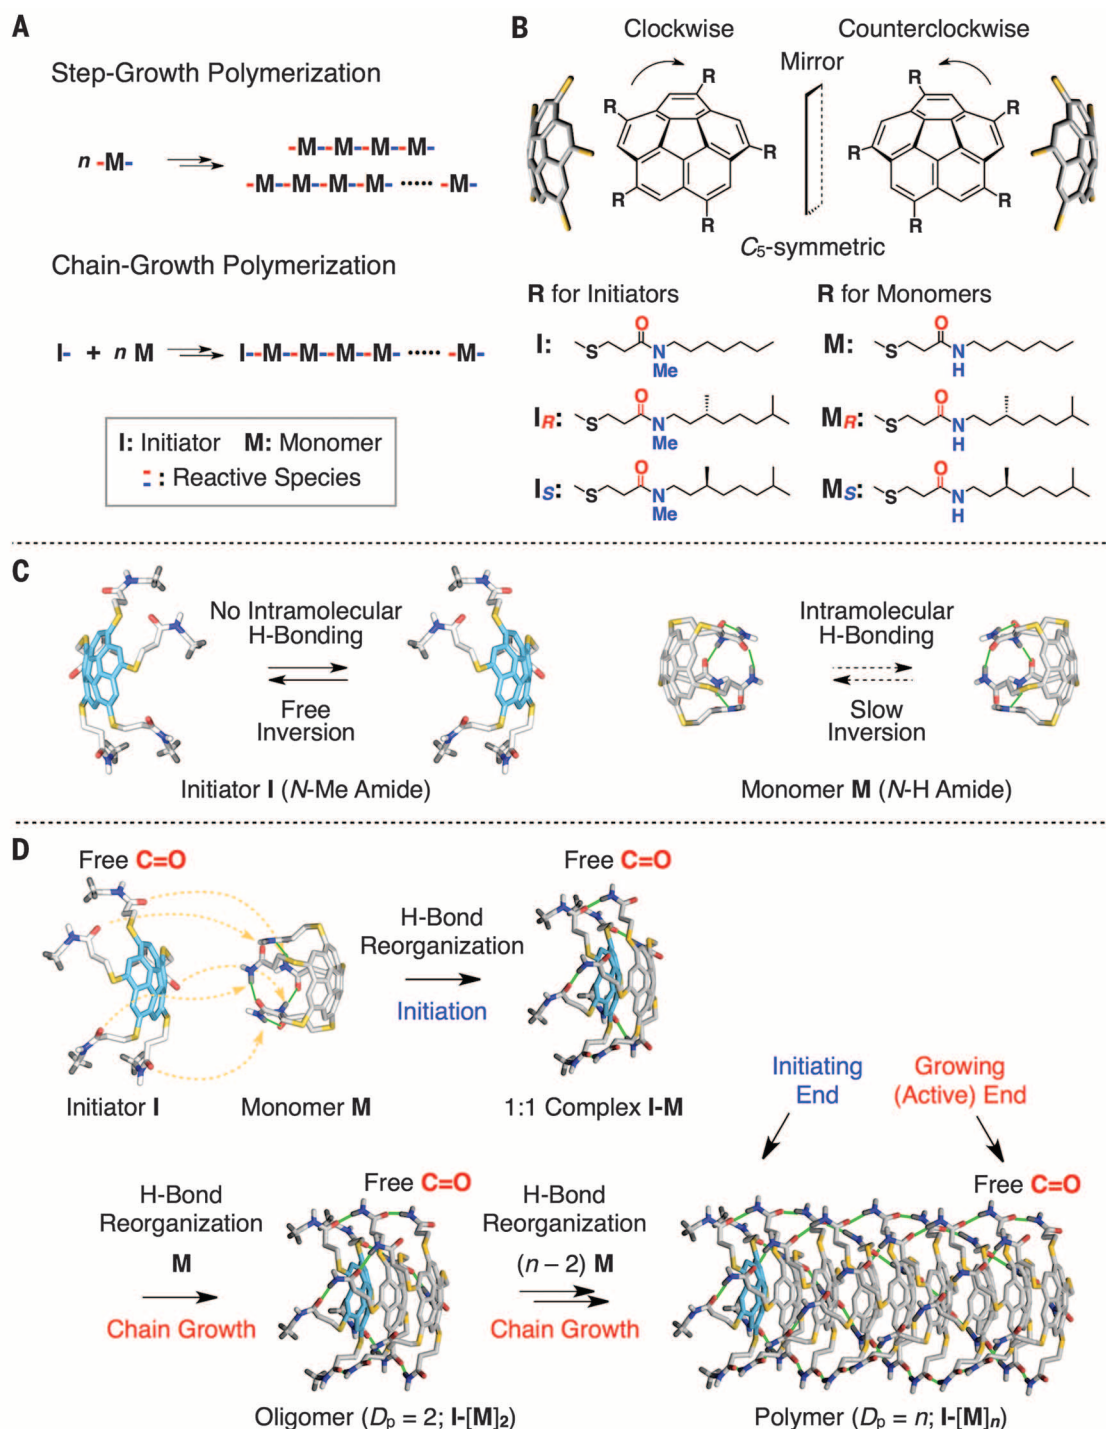 A
Step-Growth Polymerization
n -M-
-M-M-M-M-
-M-M-M-M- ····· -M-
Chain-Growth Polymerization
I- + n M
I-M-M-M-M- ····· -M-
I: Initiator M: Monomer
: Reactive Species
B
Clockwise
Counterclockwise
Mirror
R
R
R
R
R
R
R
R
R
R
C5-symmetric
R for Initiators
R for Monomers
I:
S
O
N
Me
M:
S
O
N
H
IR:
S
O
N
Me
MR:
S
O
N
H
IS:
S
O
N
Me
MS:
S
O
N
H
C
No Intramolecular
H-Bonding
Free
Inversion
Initiator I (N-Me Amide)
Intramolecular
H-Bonding
Slow
Inversion
Monomer M (N-H Amide)
D
Free C=O
Initiator I
Monomer M
H-Bond
Reorganization
Initiation
Free C=O
1:1 Complex I-M
Initiating
End
Growing
(Active) End
H-Bond
Reorganization
M
Chain Growth
Free C=O
Oligomer (Dp = 2; I-[M]2)
H-Bond
Reorganization
(n – 2) M
Chain Growth
Free C=O
Polymer (Dp = n; I-[M]n)